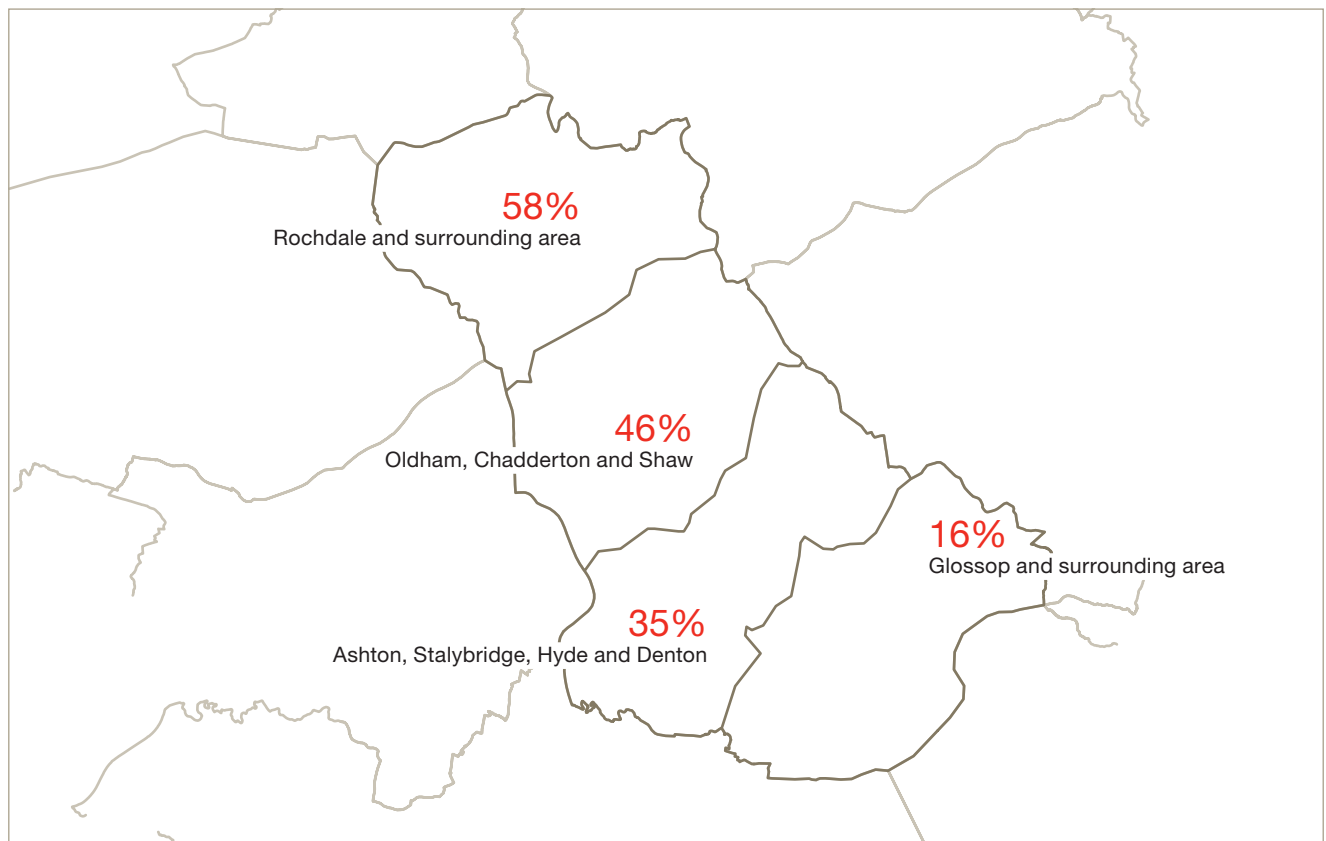 58%
Rochdale and surrounding area
46%
Oldham, Chadderton and Shaw
16%
Glossop and surrounding area
35%
Ashton, Stalybridge, Hyde and Denton